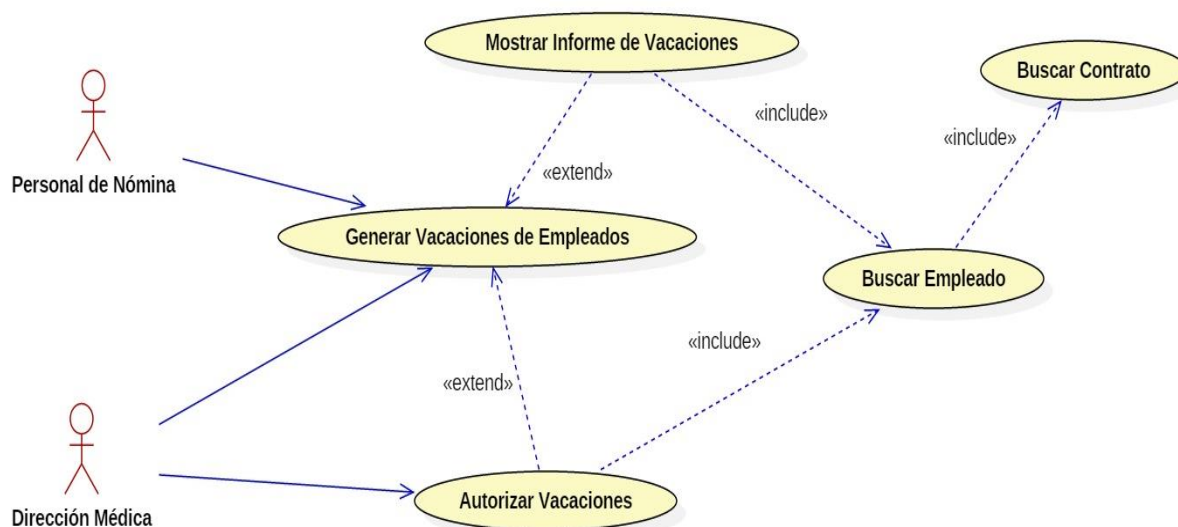 Mostrar Informe de Vacaciones
Buscar Contrato
«include»
«include»
Personal de Nómina
«extend»
Generar Vacaciones de Empleados
Buscar Empleado
«include»
«extend»
Autorizar Vacaciones
Dirección Médica